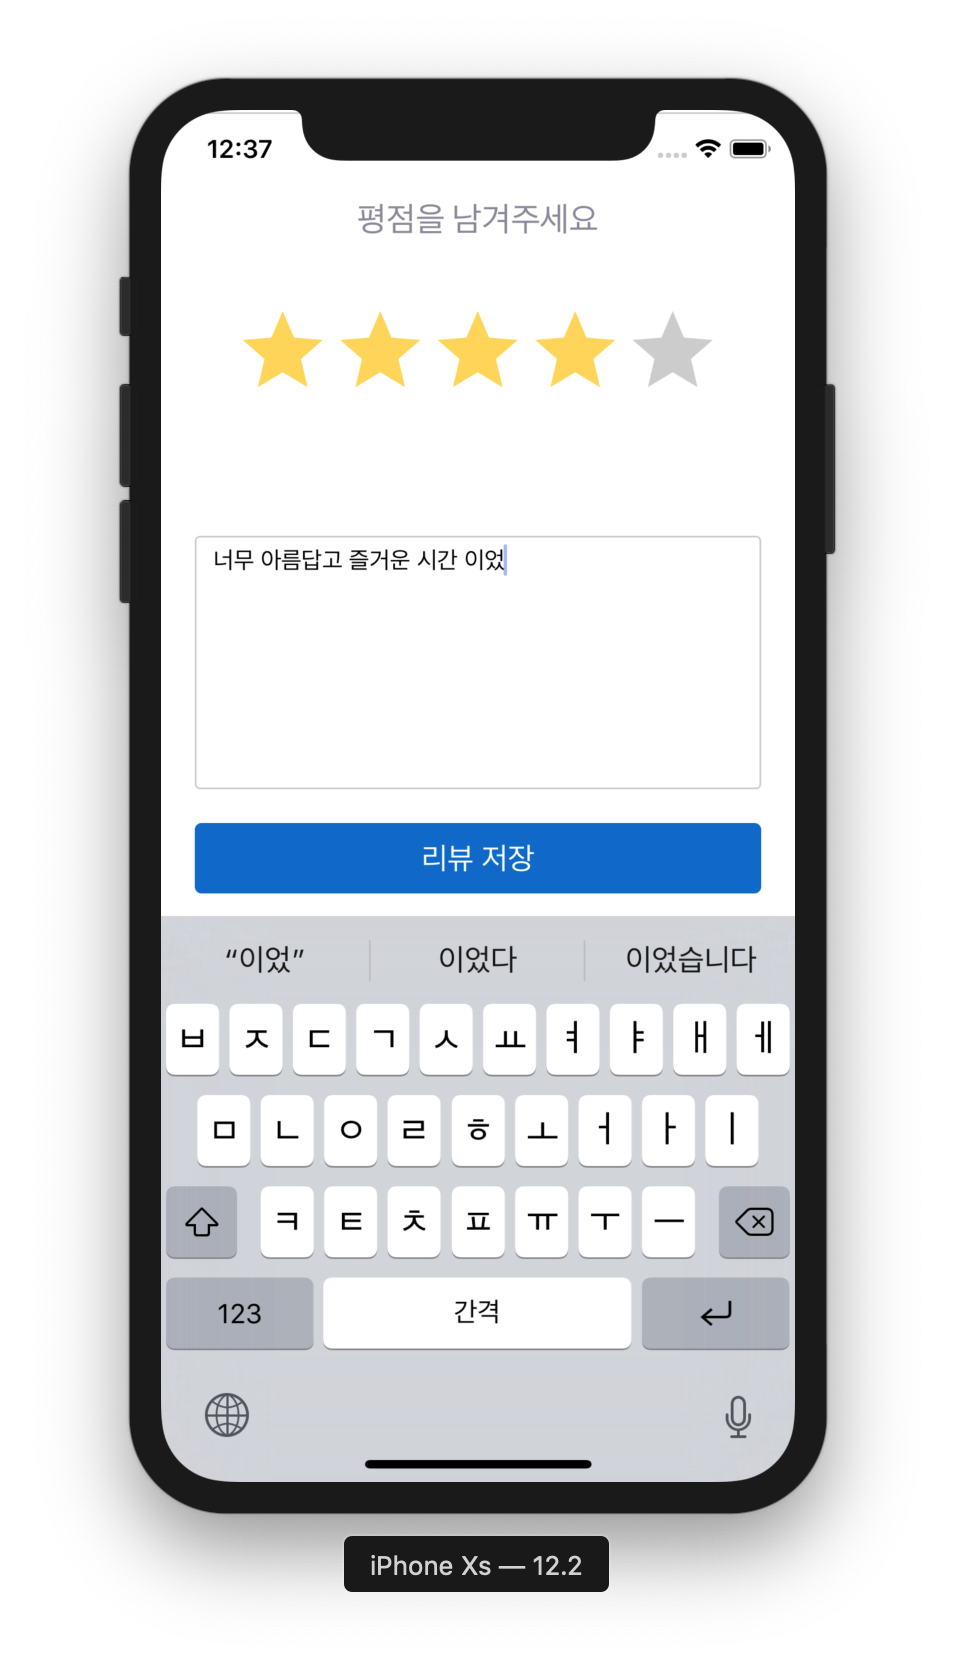 12:37
평점을 남겨주세요
너무 아름답고 즐거운 시간 이었
리뷰 저장
“이었” 이었다 이었습니다
ㅂ ㅈ ㄷ ㄱ ㅅ ㅛ ㅕ ㅑ ㅐ ㅔ
ㅁ ㄴ ㅇ ㄹ ㅎ ㅗ ㅓ ㅏ ㅣ
ㅋ ㅌ ㅊ ㅍ ㅠ ㅜ ㅡ
123 간격
iPhone Xs — 12.2